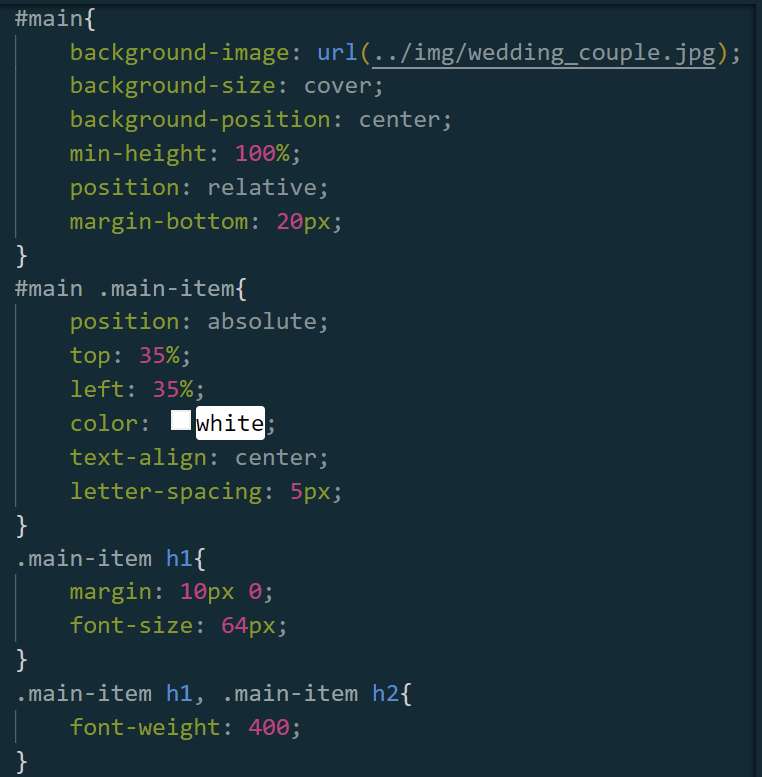 #main{
background-image: url(../img/wedding_couple.jpg);
background-size: cover;
background-position: center;
min-height: 100%;
position: relative;
margin-bottom: 20px;
}
#main .main-item{
position: absolute;
top: 35%;
left: 35%;
color: white;
text-align: center;
letter-spacing: 5px;
}
.main-item h1{
margin: 10px 0;
font-size: 64px;
}
.main-item h1, .main-item h2{
font-weight: 400;
}